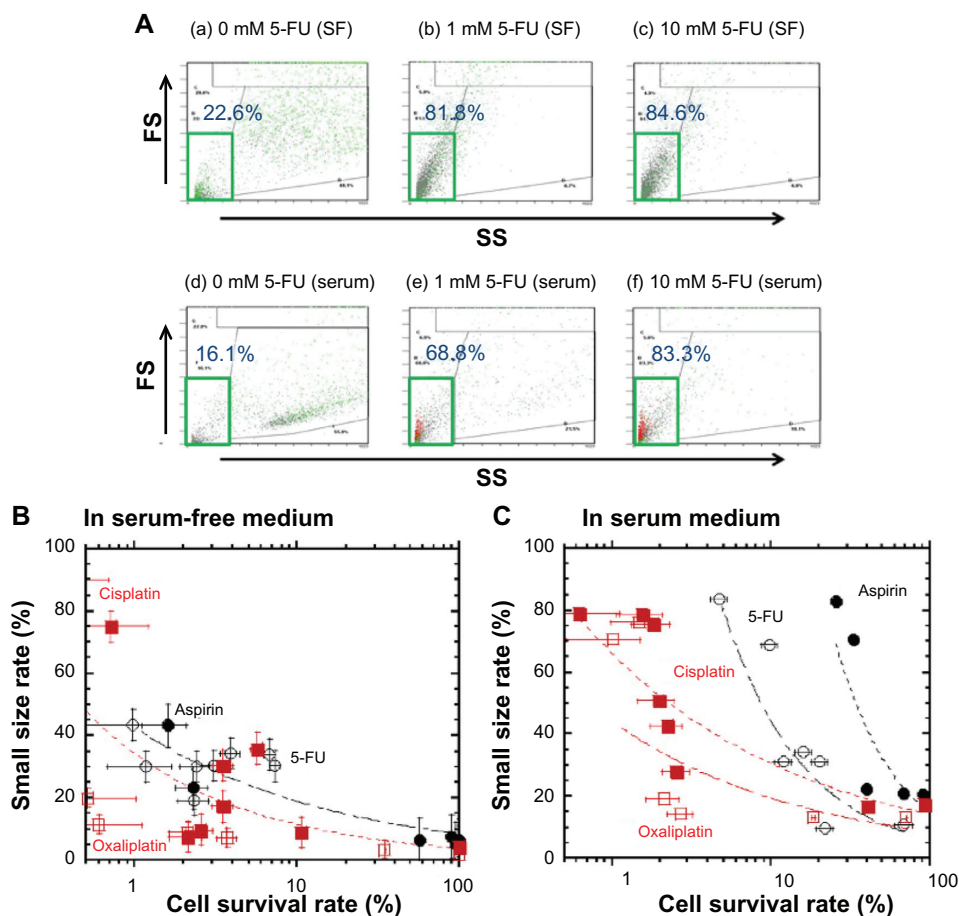 A
(a) 0 mM 5-FU (SF)
(b) 1 mM 5-FU (SF)
(c) 10 mM 5-FU (SF)
FS
22.6%
81.8%
84.6%
SS
(d) 0 mM 5-FU (serum)
(e) 1 mM 5-FU (serum)
(f) 10 mM 5-FU (serum)
FS
16.1%
68.8%
83.3%
SS
B
In serum-free medium
Small size rate (%)
100
80
60
40
20
0
Cisplatin
Aspirin
5-FU
Oxaliplatin
1
10
100
Cell survival rate (%)
C
In serum medium
Small size rate (%)
100
80
60
40
20
0
Aspirin
5-FU
Cisplatin
Oxaliplatin
1
10
100
Cell survival rate (%)